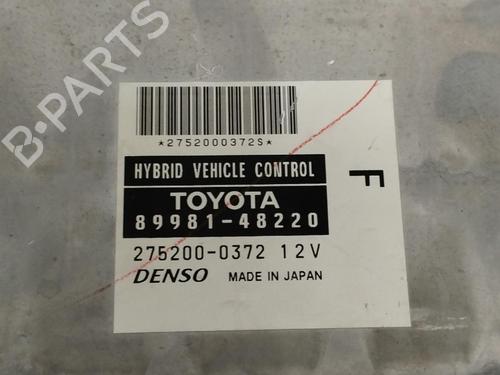 *2752000372S*
HYBRID VEHICLE CONTROL
TOYOTA
89981-48220
275200-0372 12V
DENSO MADE IN JAPAN
F
B-PARTS